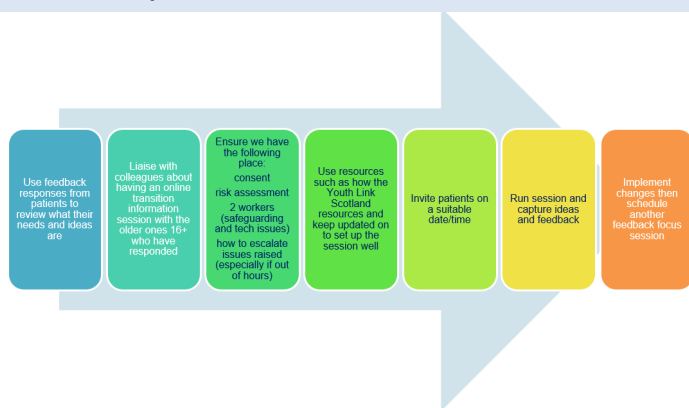 Use feedback
responses from
patients to
review what their
needs and ideas
are
Liaise with
colleagues about
having an online
transition
information
session with the
older ones 16+
who have
responded
Ensure we have
the following
place:
consent
risk assessment
2 workers
(safeguarding
and tech issues)
how to escalate
issues raised
(especially if out
of hours)
Use resources
such as how the
Youth Link
Scotland
resources and
keep updated on
to set up the
session well
Invite patients on
a suitable
date/time
Run session and
capture ideas
and feedback
Implement
changes then
schedule
another
feedback focus
session